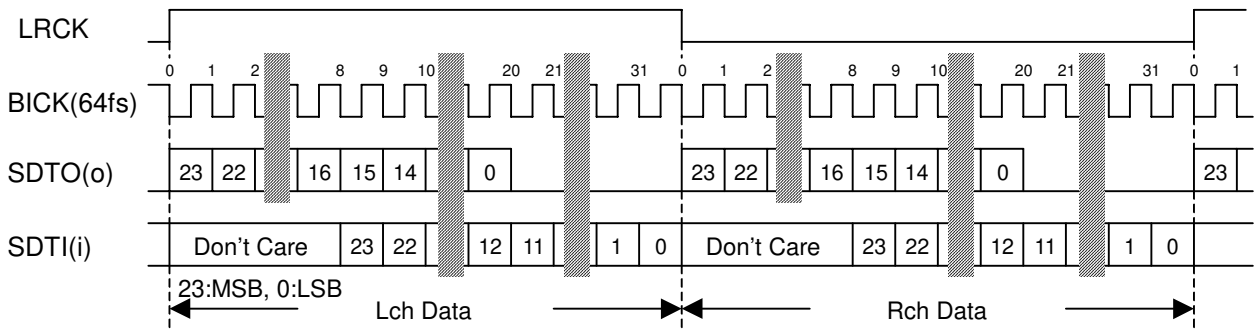 LRCK
0 1 2 8 9 10 20 21 31 0 1 2 8 9 10 20 21 31 0 1
BICK(64fs)
SDTO(o) 23 22 16 15 14 0 23 22 16 15 14 0 23
SDTI(i) Don't Care 23 22 12 11 1 0 Don't Care 23 22 12 11 1 0
23:MSB, 0:LSB
Lch Data Rch Data